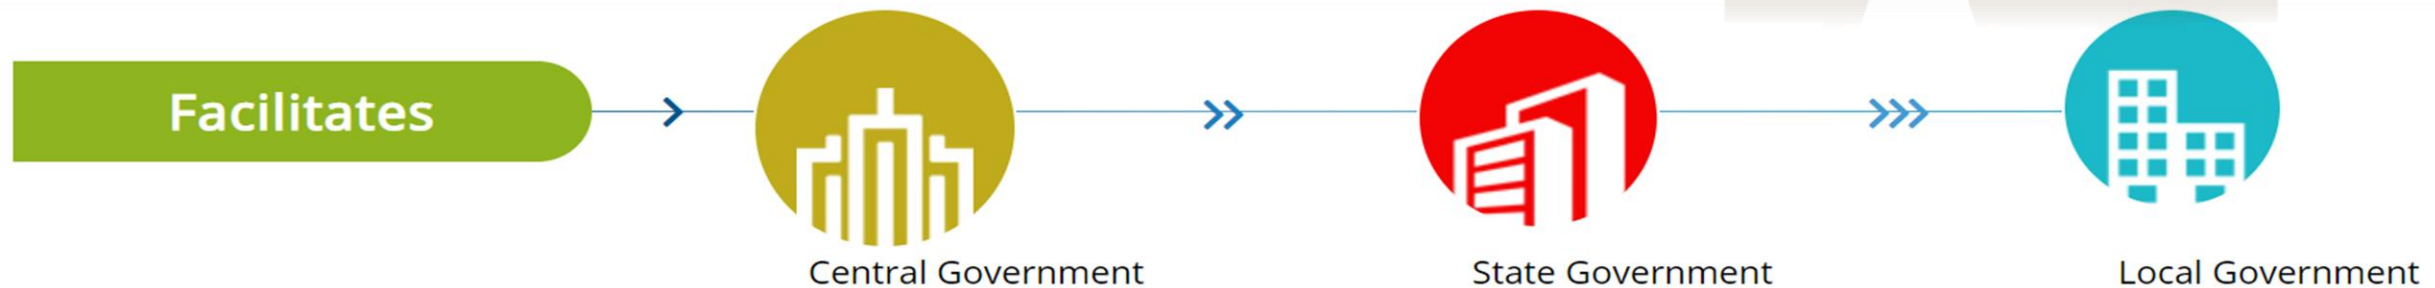 Facilitates
Central Government
State Government
Local Government